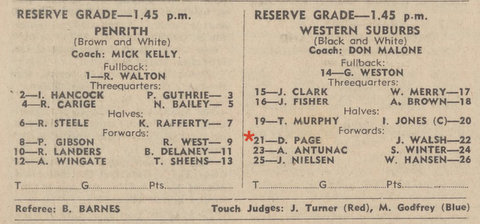 RESERVE GRADE—1.45 p.m.
PENRITH
(Brown and White)
Coach: MICK KELLY
Fullback:
1—R. WALTON
Threequarters:
2—I. HANCOCK P. GUTHRIE— 3
4—R. CARIGE N. BAILEY— 5
Halves:
6—R. STEELE K. RAFFERTY— 7
Forwards:
8—P. GIBSON R. WEST— 9
10—R. LANDERS B. DELANEY—11
12—A. WINGATE T. SHEENS—13
T. G. Pts.
RESERVE GRADE—1.45 p.m.
WESTERN SUBURBS
(Black and White)
Coach: DON MALONE
Fullback:
14—G. WESTON
Threequarters:
15—J. CLARK W. MERRY—17
16—J. FISHER A. BROWN—18
Halves:
19—T. MURPHY I. JONES (C)—20
Forwards:
*21—D. PAGE J. WALSH—22
23—A. ANTUNAC S. WINTER—24
25—J. NIELSEN W. HANSEN—26
T. G. Pts.
Referee: B. BARNES Touch Judges: J. Turner (Red), M. Godfrey (Blue)